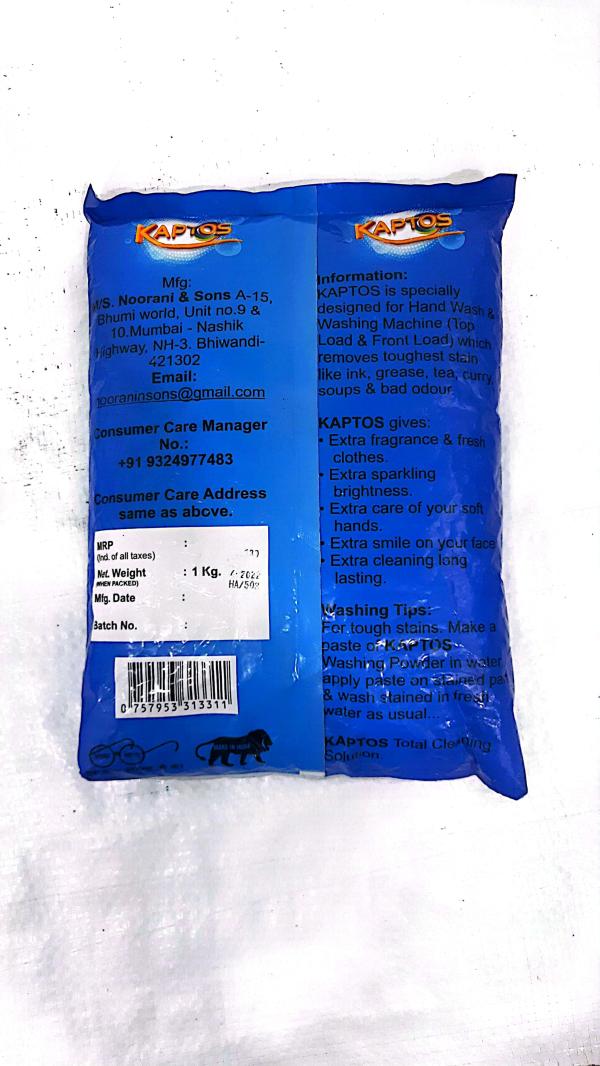 KAPTOS
Mfg:
M/S. Noorani & Sons A-15,
Bhumi world, Unit no.9 &
10.Mumbai - Nashik
Highway, NH-3. Bhiwandi-
421302
Email:
nooraninsons@gmail.com
Consumer Care Manager
No.:
+91 9324977483
Consumer Care Address
same as above.
MRP :
(Incl. of all taxes)
Net. Weight : 1 Kg.
(WHEN PACKED)
Mfg. Date :
Batch No. :
0 757953 313311
MAKE IN INDIA
KAPTOS
Information:
KAPTOS is specially
designed for Hand Wash &
Washing Machine (Top
Load & Front Load) which
removes toughest stain
like ink, grease, tea, curry,
soups & bad odour
KAPTOS gives:
• Extra fragrance & fresh
clothes.
• Extra sparkling
brightness.
• Extra care of your soft
hands.
• Extra smile on your face
• Extra cleaning long
lasting.
Washing Tips:
For tough stains. Make a
paste of KAPTOS
Washing Powder in water
apply paste on stained
& wash stained in fresh
water as usual...
KAPTOS Total Cleaning
Solution.